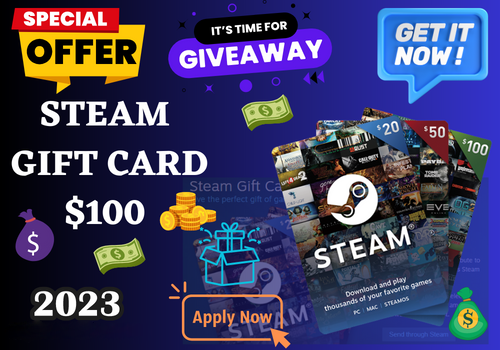 SPECIAL
OFFER
IT'S TIME FOR
GIVEAWAY
GET IT
NOW!
STEAM
GIFT CARD
$100
2023
$
Apply Now
$20
$50
$100
STEAM®
Download and play
thousands of your favorite games
PC | MAC | STEAMOS
Steam Gift Ca